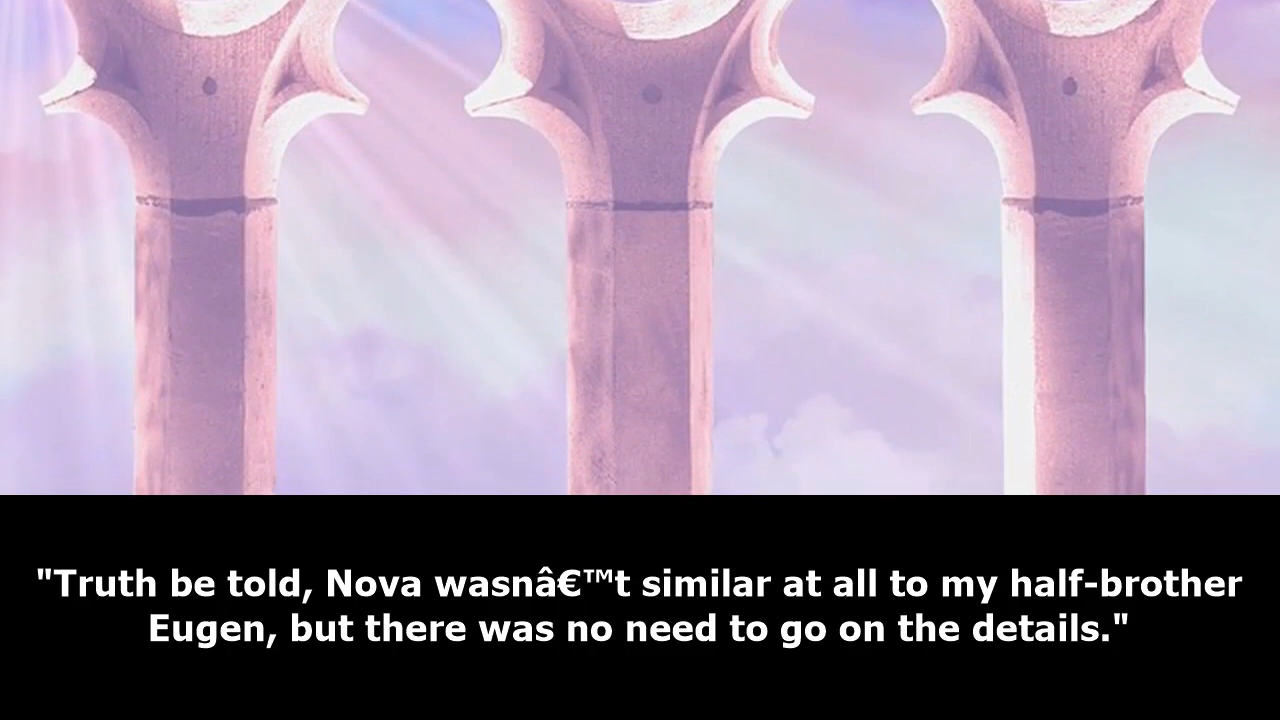 "Truth be told, Nova wasnâ€™t similar at all to my half-brother
Eugen, but there was no need to go on the details."